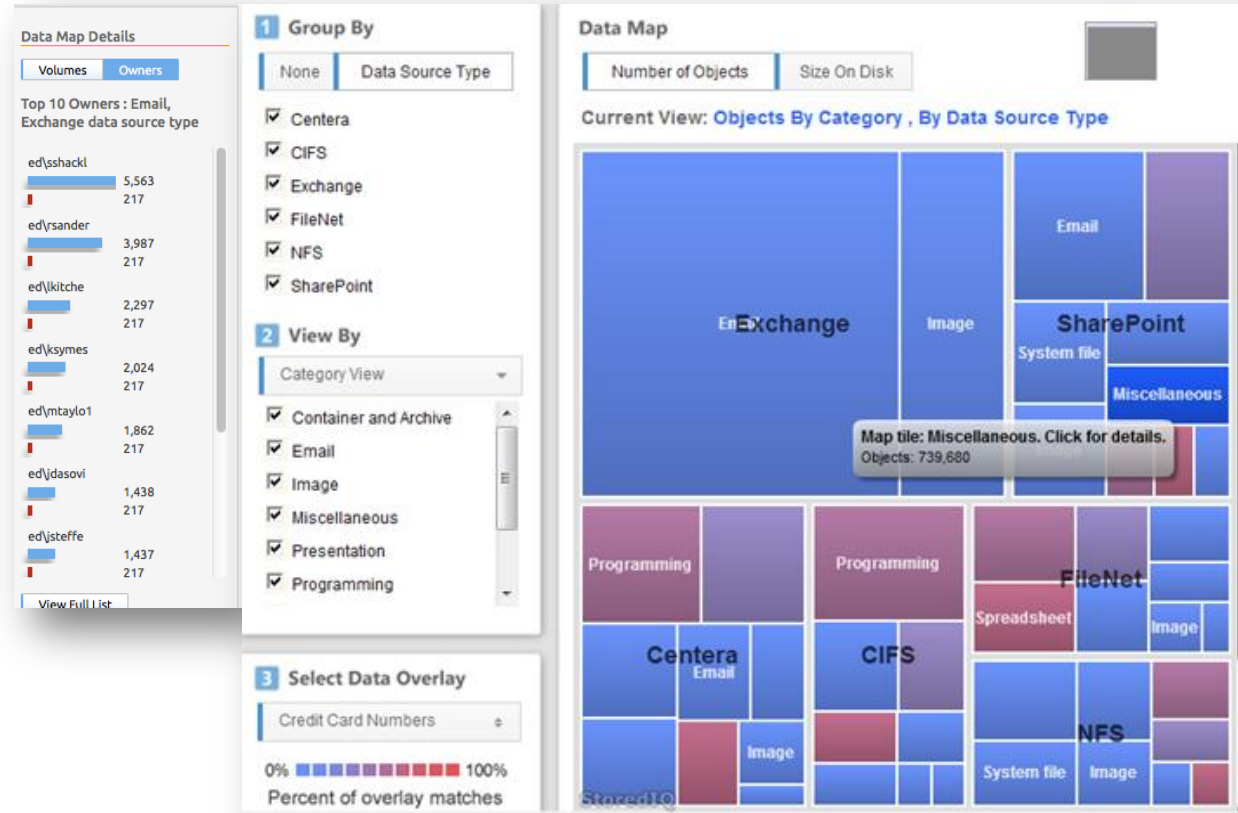 Data Map Details
Volumes
Owners
Top 10 Owners : Email,
Exchange data source type
ed\sshackl
5,563
217
ed\rsander
3,987
217
ed\lkitche
2,297
217
ed\ksymes
2,024
217
ed\mtaylo1
1,862
217
ed\jdasovi
1,438
217
ed\jsteffe
1,437
217
View Full List
1 Group By
None
Data Source Type
Centera
CIFS
Exchange
FileNet
NFS
SharePoint
2 View By
Category View
Container and Archive
Email
Image
Miscellaneous
Presentation
Programming
3 Select Data Overlay
Credit Card Numbers
0% 100%
Percent of overlay matches
Data Map
Number of Objects
Size On Disk
Current View: Objects By Category , By Data Source Type
Email
Exchange
Image
Email
SharePoint
System file
Miscellaneous
Map tile: Miscellaneous. Click for details.
Objects: 739,680
Programming
Centera
Email
Image
Programming
CIFS
FileNet
Spreadsheet
Image
NFS
System file
Image
StoredIQ